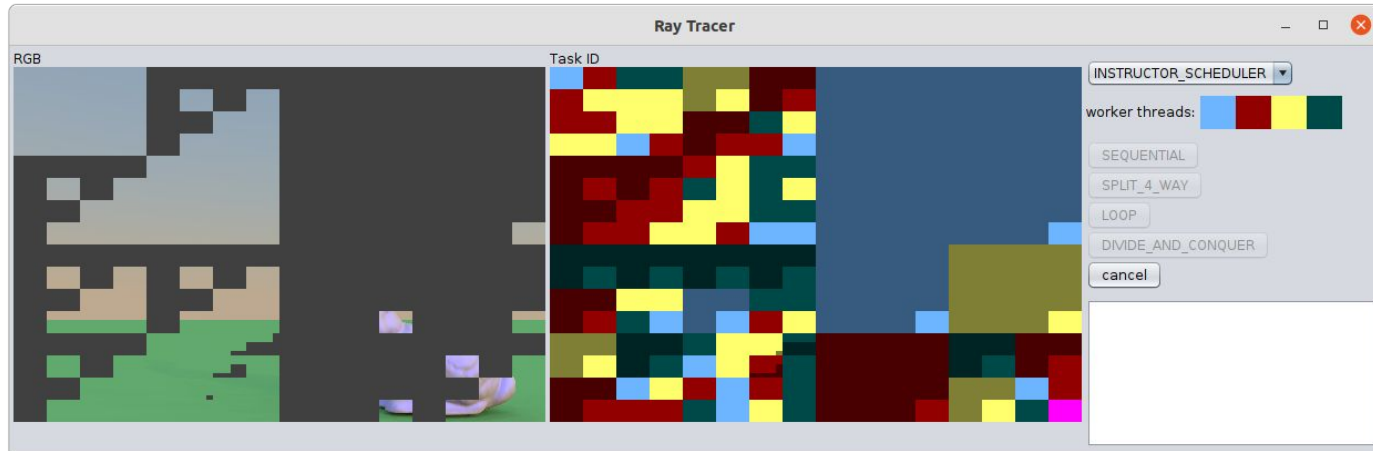 Ray Tracer
RGB
Task ID
INSTRUCTOR_SCHEDULER
worker threads:
SEQUENTIAL
SPLIT_4_WAY
LOOP
DIVIDE_AND_CONQUER
cancel